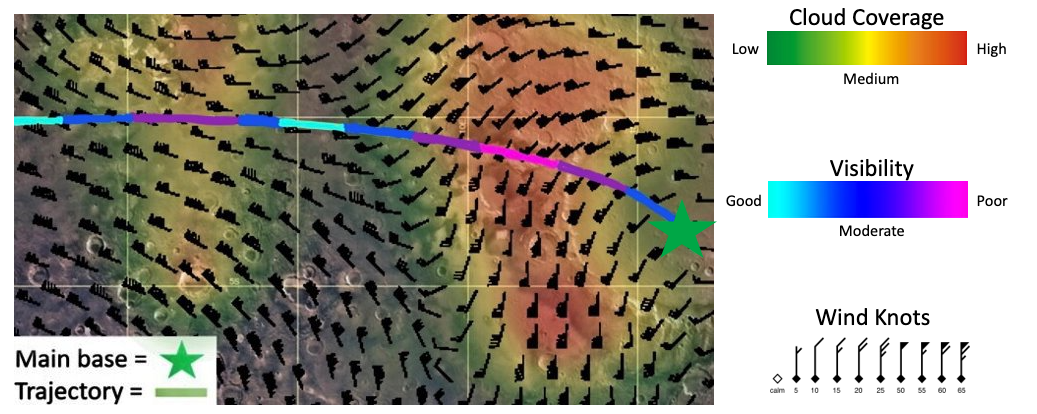 Cloud Coverage
Low High
Medium
Visibility
Good Poor
Moderate
5S
Wind Knots
Main base =
Trajectory =
calm 5 10 15 20 25 50 55 60 65